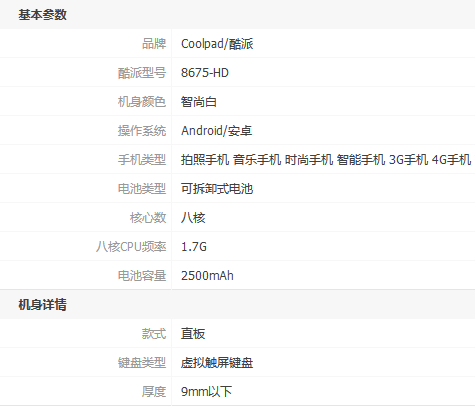 基本参数
品牌 Coolpad/酷派
酷派型号 8675-HD
机身颜色 智尚白
操作系统 Android/安卓
手机类型 拍照手机 音乐手机 时尚手机 智能手机 3G手机 4G手机
电池类型 可拆卸式电池
核心数 八核
八核CPU频率 1.7G
电池容量 2500mAh
机身详情
款式 直板
键盘类型 虚拟触屏键盘
厚度 9mm以下